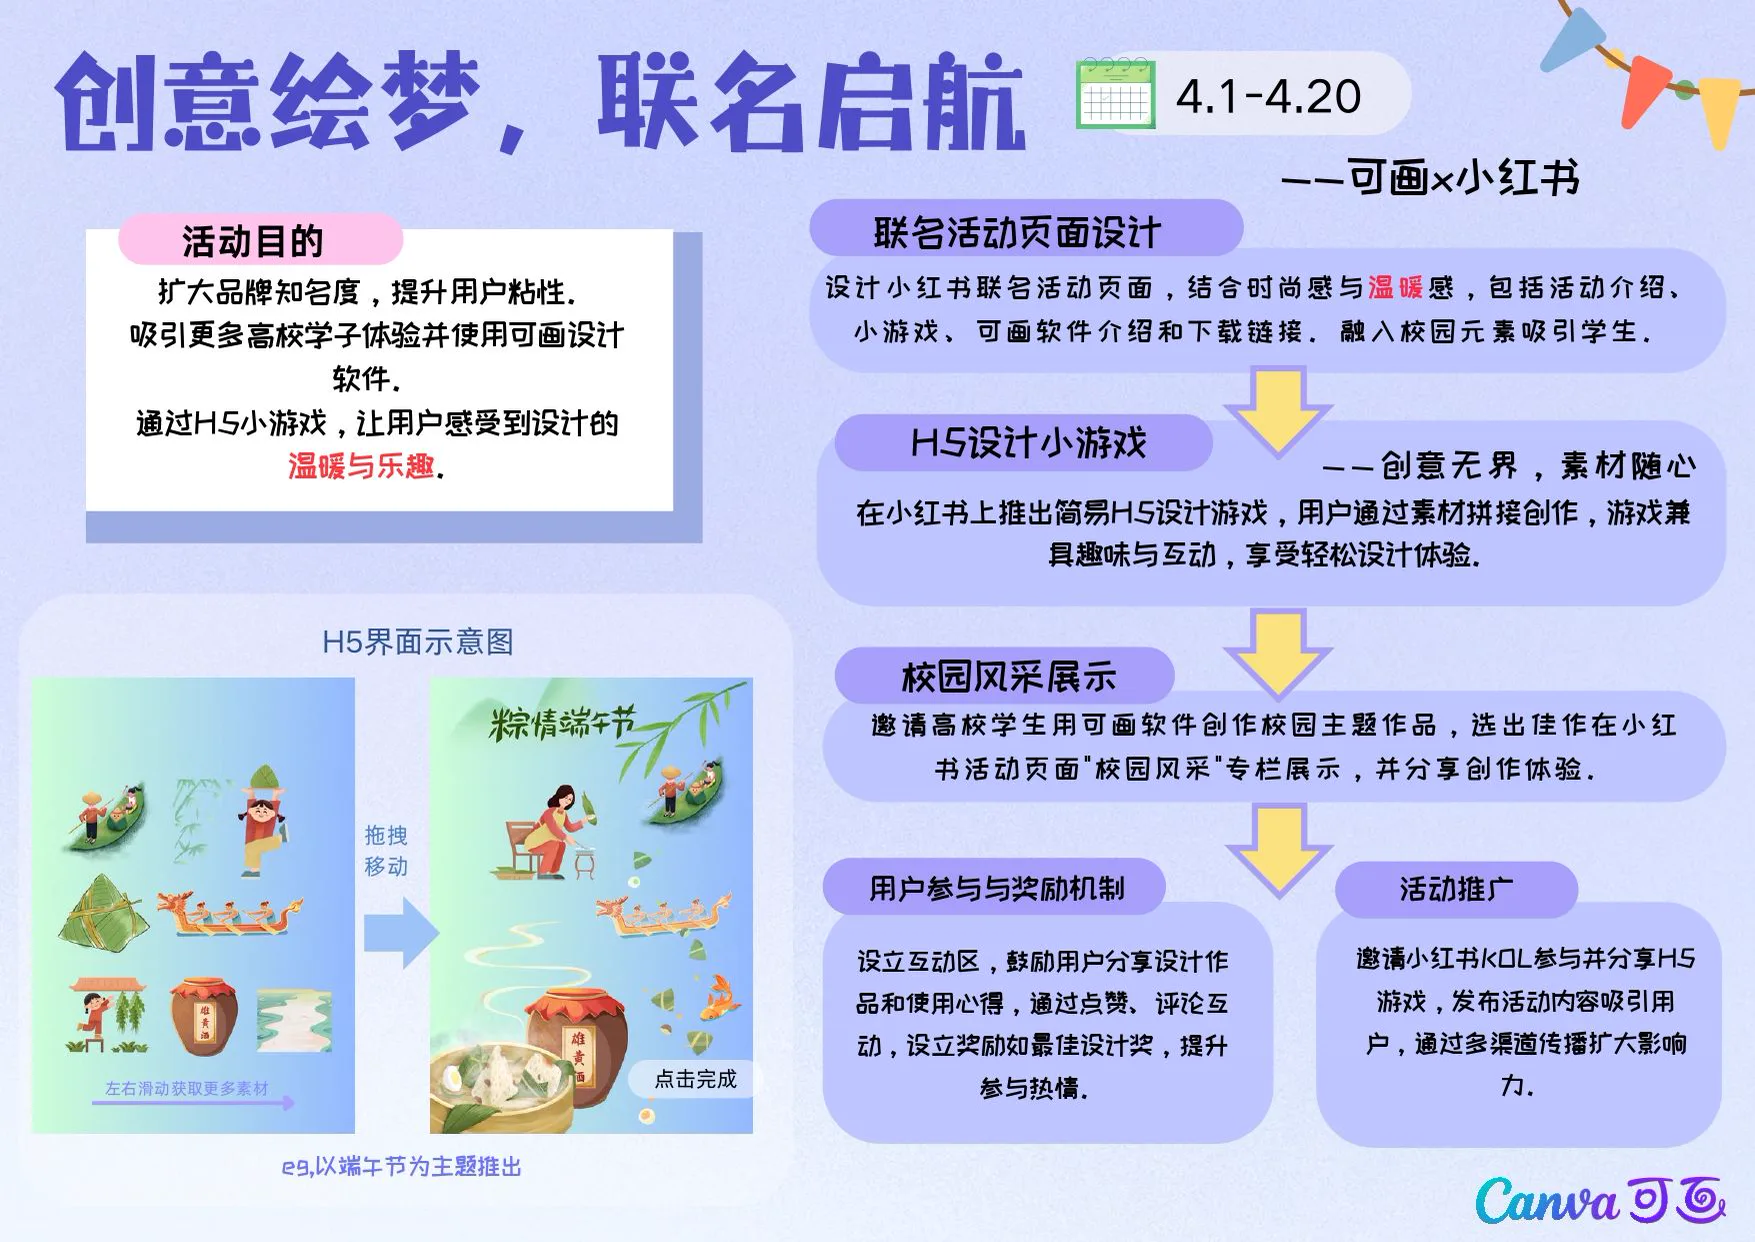 创意绘梦，联名启航
4.1-4.20
——可画×小红书
活动目的
扩大品牌知名度，提升用户粘性.
吸引更多高校学子体验并使用可画设计
软件.
通过H5小游戏，让用户感受到设计的
温暖与乐趣.
联名活动页面设计
设计小红书联名活动页面，结合时尚感与温暖感，包括活动介绍、
小游戏、可画软件介绍和下载链接. 融入校园元素吸引学生.
H5设计小游戏
——创意无界，素材随心
在小红书上推出简易H5设计游戏，用户通过素材拼接创作，游戏兼
具趣味与互动，享受轻松设计体验.
校园风采展示
邀请高校学生用可画软件创作校园主题作品，选出佳作在小红
书活动页面"校园风采"专栏展示，并分享创作体验.
用户参与与奖励机制
设立互动区，鼓励用户分享设计作
品和使用心得，通过点赞、评论互
动，设立奖励如最佳设计奖，提升
参与热情.
活动推广
邀请小红书KOL参与并分享H5
游戏，发布活动内容吸引用
户，通过多渠道传播扩大影响
力.
H5界面示意图
雄黄酒
左右滑动获取更多素材
拖拽
移动
粽情端午节
雄黄酒
点击完成
eg,以端午节为主题推出
Canva可画